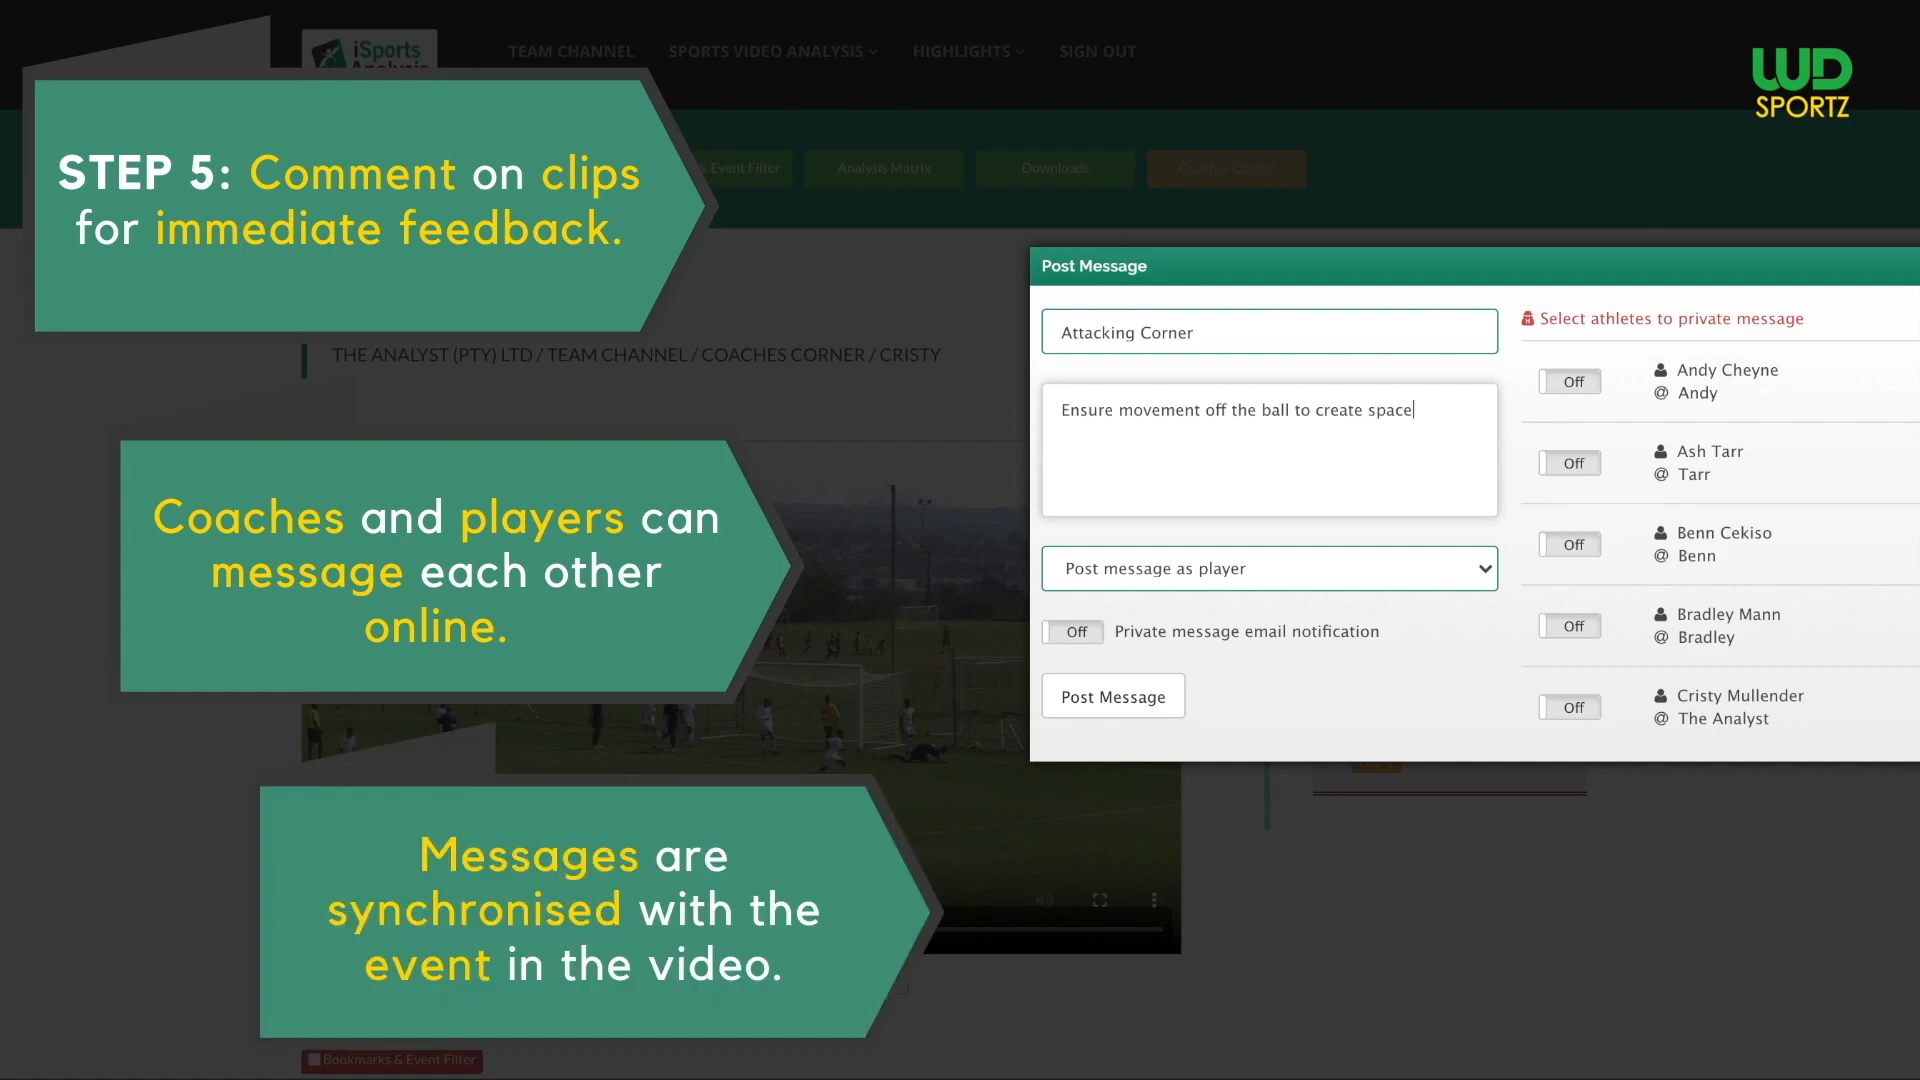 iSports
Analysis
TEAM CHANNEL
SPORTS VIDEO ANALYSIS
HIGHLIGHTS
SIGN OUT
WD
SPORTZ
STEP 5: Comment on clips
for immediate feedback.
& Event Filter
Analysis Matrix
Downloads
Coaches Corner
THE ANALYST (PTY) LTD / TEAM CHANNEL / COACHES CORNER / CRISTY
Coaches and players can
message each other
online.
Messages are
synchronised with the
event in the video.
Bookmarks & Event Filter
Post Message
Attacking Corner
Ensure movement off the ball to create space
Post message as player
Off Private message email notification
Post Message
Select athletes to private message
Off
Andy Cheyne
@ Andy
Off
Ash Tarr
@ Tarr
Off
Benn Cekiso
@ Benn
Off
Bradley Mann
@ Bradley
Off
Cristy Mullender
@ The Analyst